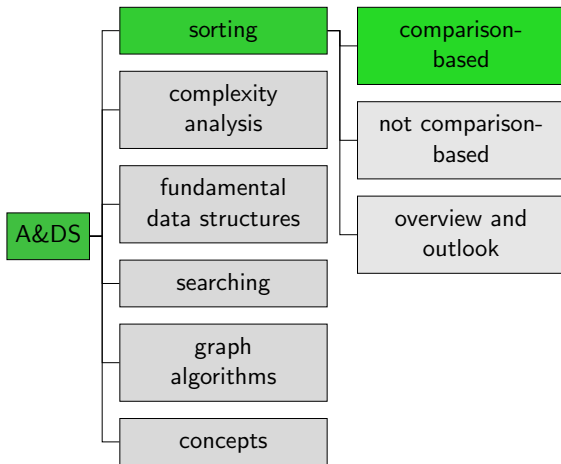 A&DS
sorting
complexity
analysis
fundamental
data structures
searching
graph
algorithms
concepts
comparison-
based
not comparison-
based
overview and
outlook